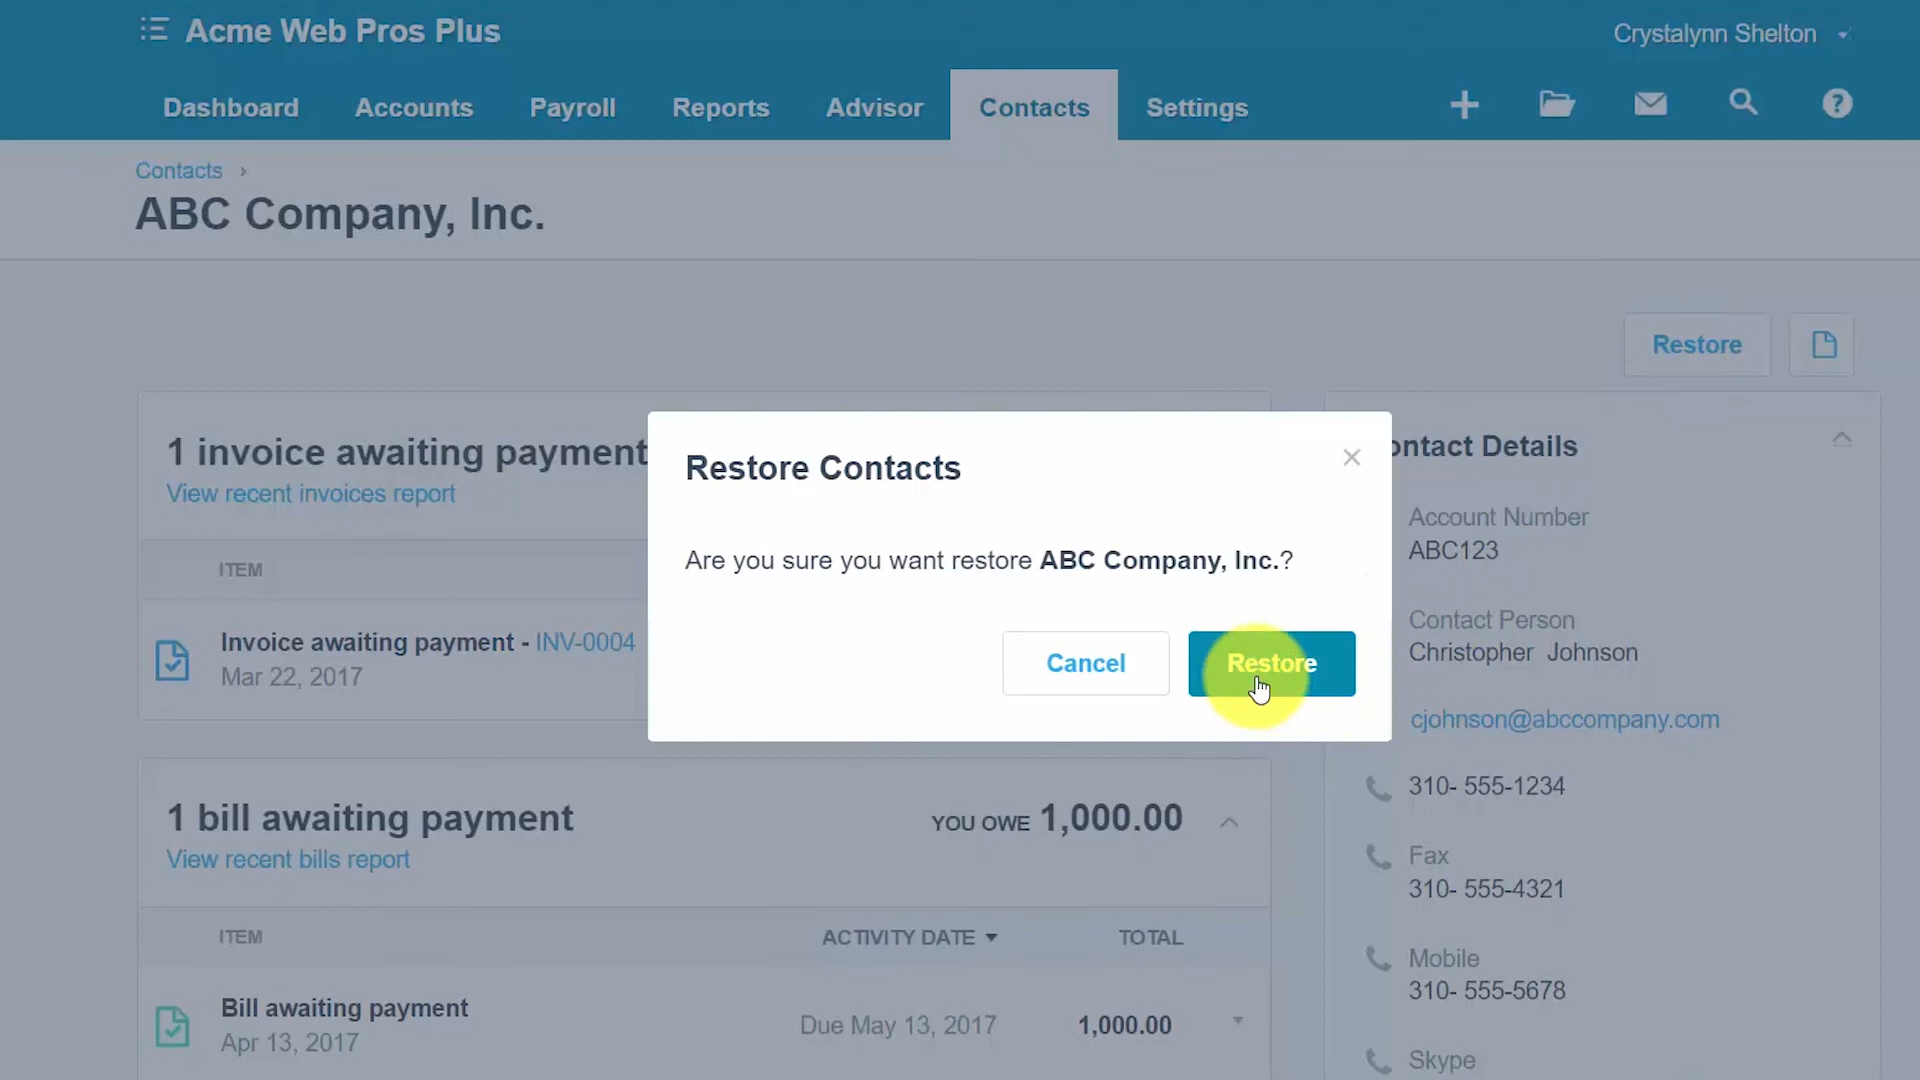 Acme Web Pros Plus
Crystalynn Shelton
Dashboard Accounts Payroll Reports Advisor Contacts Settings
Contacts ›
ABC Company, Inc.
Restore
1 invoice awaiting payment
View recent invoices report
ITEM
Invoice awaiting payment - INV-0004
Mar 22, 2017
Restore Contacts
Are you sure you want restore ABC Company, Inc.?
Cancel Restore
1 bill awaiting payment
YOU OWE 1,000.00
View recent bills report
ITEM ACTIVITY DATE TOTAL
Bill awaiting payment
Apr 13, 2017
Due May 13, 2017 1,000.00
ontact Details
Account Number
ABC123
Contact Person
Christopher Johnson
cjohnson@abccompany.com
310- 555-1234
Fax
310- 555-4321
Mobile
310- 555-5678
Skype